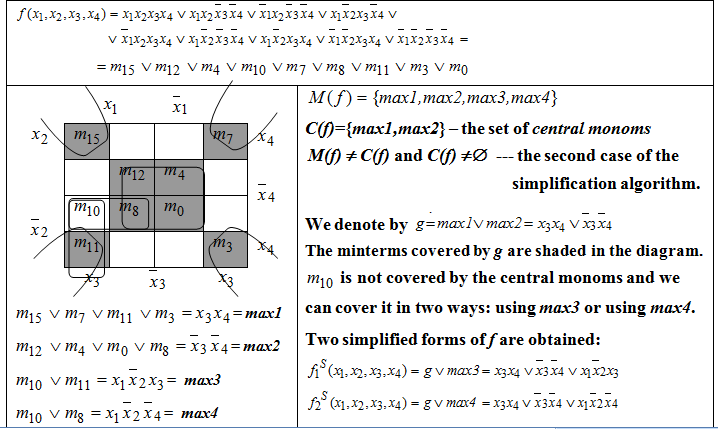 f(x₁,x₂,x₃,x₄) = x₁x₂x₃x₄ ∨ x₁x₂x̄₃x̄₄ ∨ x̄₁x₂x̄₃x̄₄ ∨ x₁x̄₂x₃x̄₄ ∨
∨ x̄₁x₂x₃x₄ ∨ x₁x̄₂x̄₃x̄₄ ∨ x₁x̄₂x₃x₄ ∨ x̄₁x̄₂x₃x₄ ∨ x̄₁x̄₂x̄₃x̄₄ =
= m₁₅ ∨ m₁₂ ∨ m₄ ∨ m₁₀ ∨ m₇ ∨ m₈ ∨ m₁₁ ∨ m₃ ∨ m₀
x₁ x̄₁
x₂ m₁₅ m₇ x₄
m₁₂ m₄
x̄₄
m₁₀ m₈ m₀
x̄₂
m₁₁ m₃ x₄
x₃ x̄₃ x₃
m₁₅ ∨ m₇ ∨ m₁₁ ∨ m₃ = x₃x₄ = max1
m₁₂ ∨ m₄ ∨ m₀ ∨ m₈ = x̄₃x̄₄ = max2
m₁₀ ∨ m₁₁ = x₁x̄₂x₃ = max3
m₁₀ ∨ m₈ = x₁x̄₂x̄₄ = max4
M(f) = {max1,max2,max3,max4}
C(f)={max1,max2} – the set of central monoms
M(f) ≠ C(f) and C(f) ≠Ø --- the second case of the
simplification algorithm.
We denote by g=max1∨max2= x₃x₄ ∨ x̄₃x̄₄
The minterms covered by g are shaded in the diagram.
m₁₀ is not covered by the central monoms and we
can cover it in two ways: using max3 or using max4.
Two simplified forms of f are obtained:
f₁ˢ(x₁,x₂,x₃,x₄) = g ∨ max3 = x₃x₄ ∨ x̄₃x̄₄ ∨ x₁x̄₂x₃
f₂ˢ(x₁,x₂,x₃,x₄) = g ∨ max4 = x₃x₄ ∨ x̄₃x̄₄ ∨ x₁x̄₂x̄₄